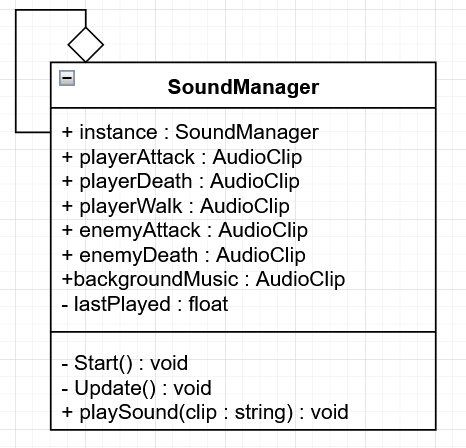 SoundManager
+ instance : SoundManager
+ playerAttack : AudioClip
+ playerDeath : AudioClip
+ playerWalk : AudioClip
+ enemyAttack : AudioClip
+ enemyDeath : AudioClip
+backgroundMusic : AudioClip
- lastPlayed : float
- Start() : void
- Update() : void
+ playSound(clip : string) : void